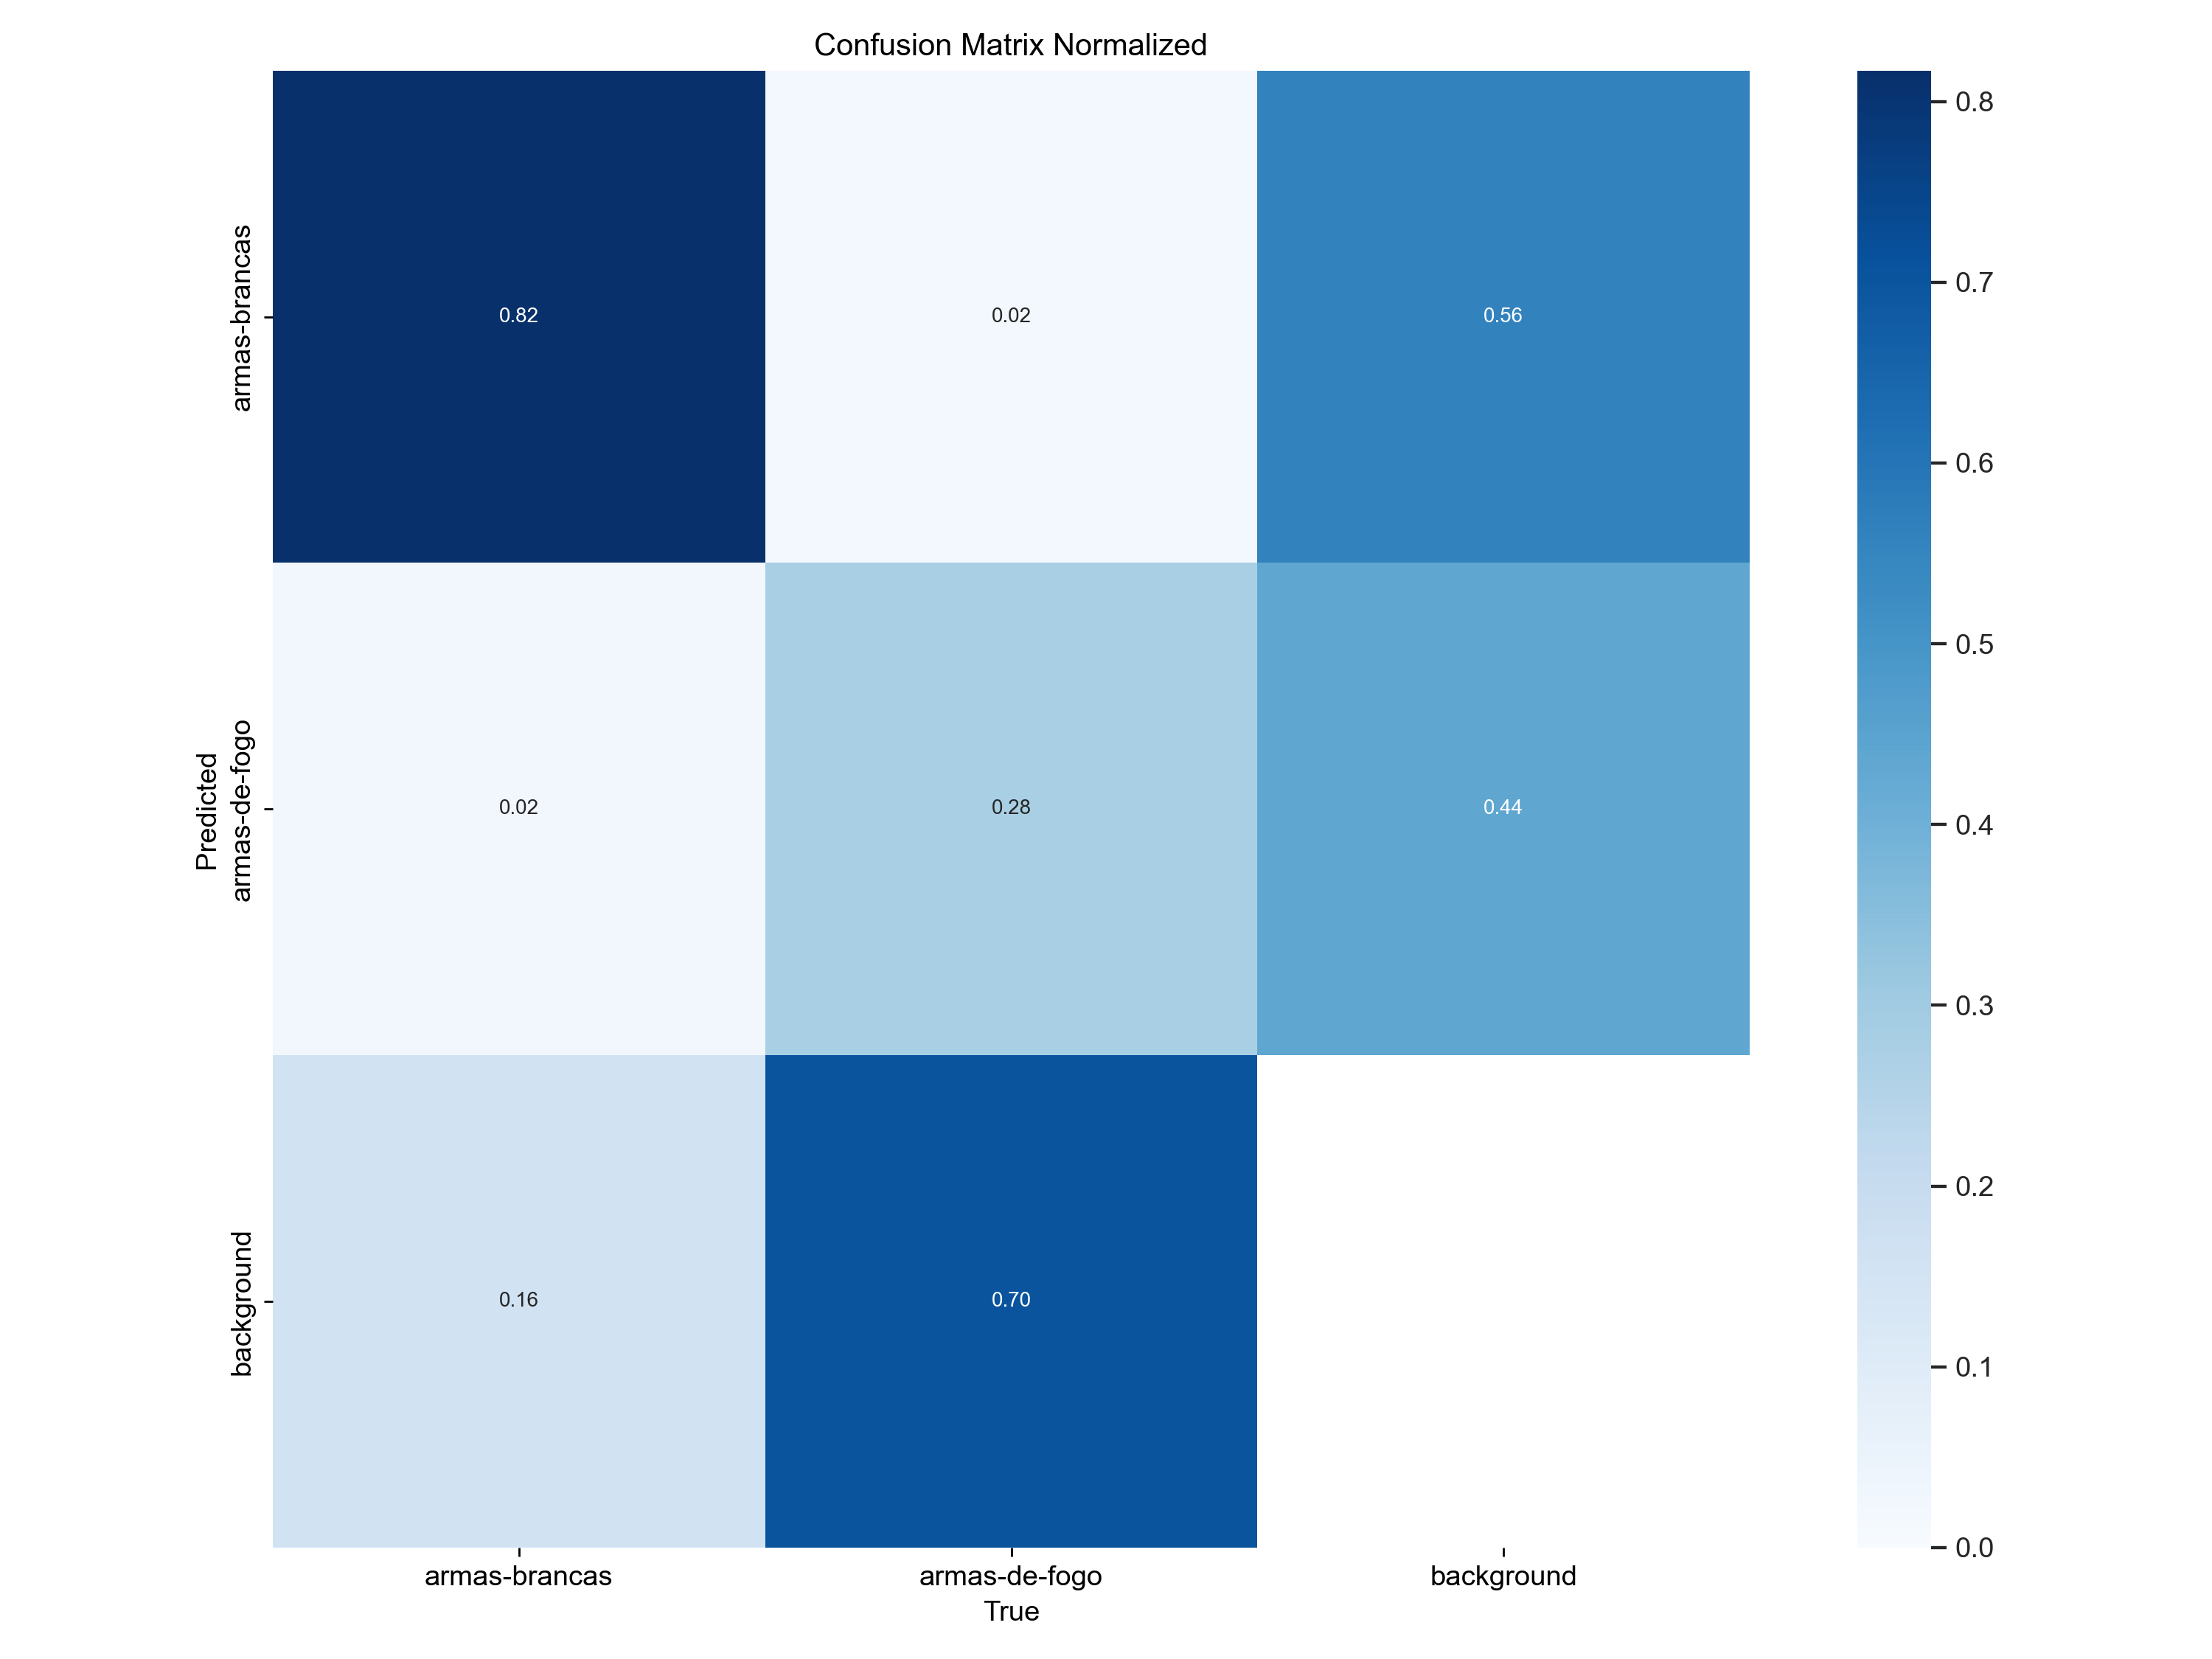 Confusion Matrix Normalized
armas-brancas
0.82
0.02
0.56
Predicted
armas-de-fogo
0.02
0.28
0.44
background
0.16
0.70
armas-brancas
armas-de-fogo
background
True
0.8
0.7
0.6
0.5
0.4
0.3
0.2
0.1
0.0